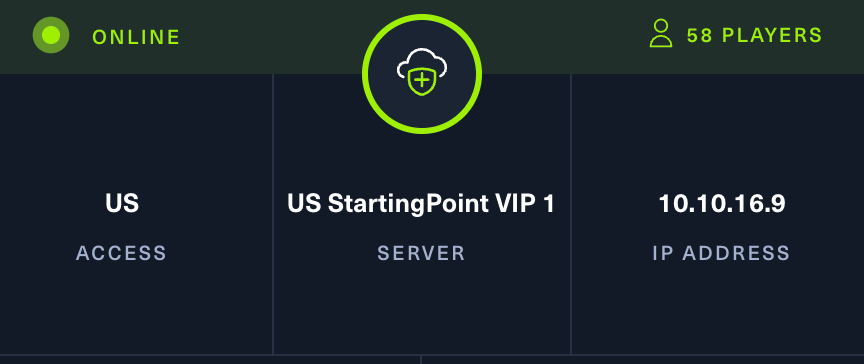 ONLINE
58 PLAYERS
US
US StartingPoint VIP 1
10.10.16.9
ACCESS
SERVER
IP ADDRESS